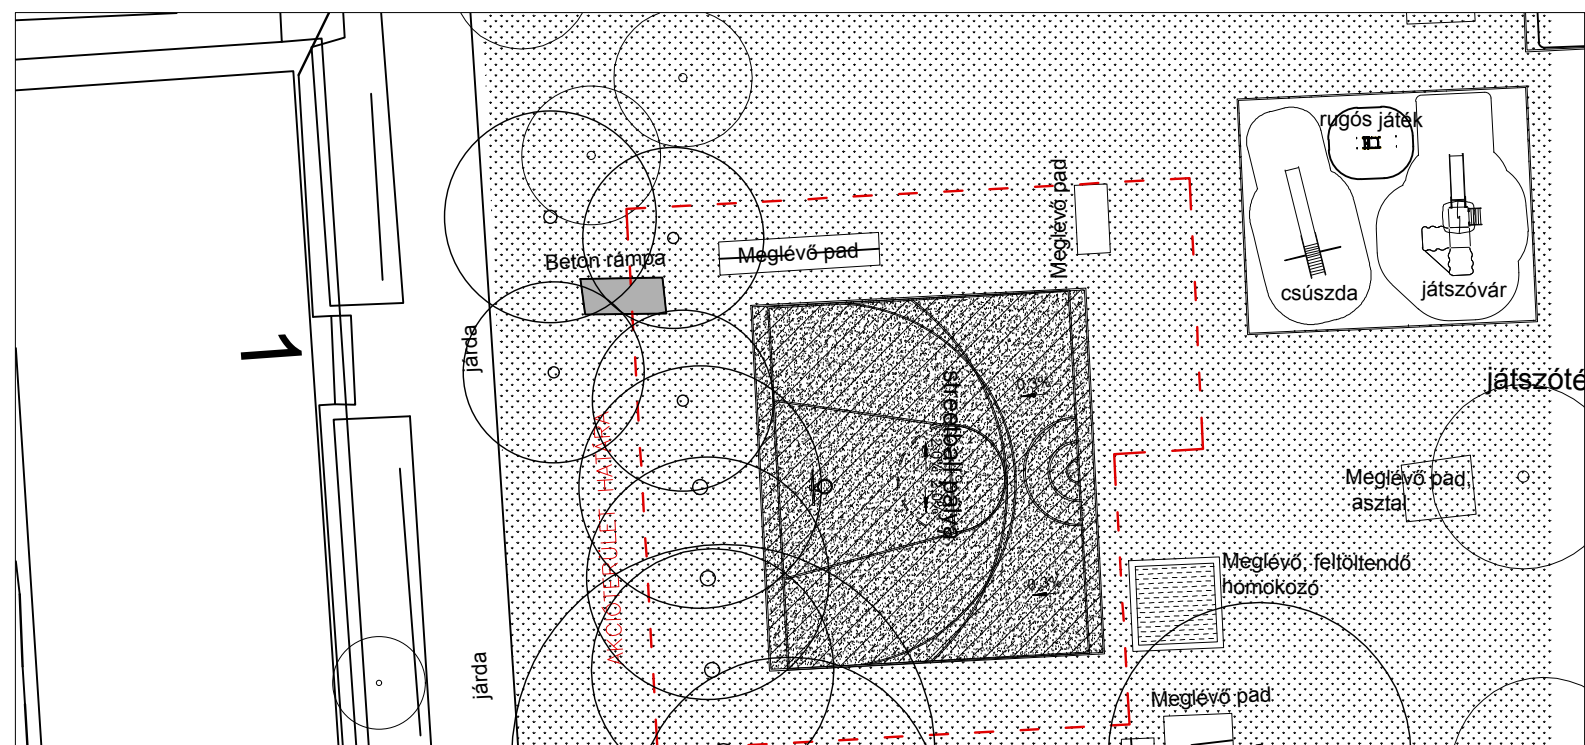 rugós játék
csúszda
játszóvár
Meglévő pad
Meglévő pad
Beton rámpa
járda
1
streetball pálya
0,3%
0,3%
játszóté
AKCIÓTERÜLET HATÁRA
Meglévő pad,
asztal
Meglévő, feltöltendő
homokozó
járda
Meglévő pad